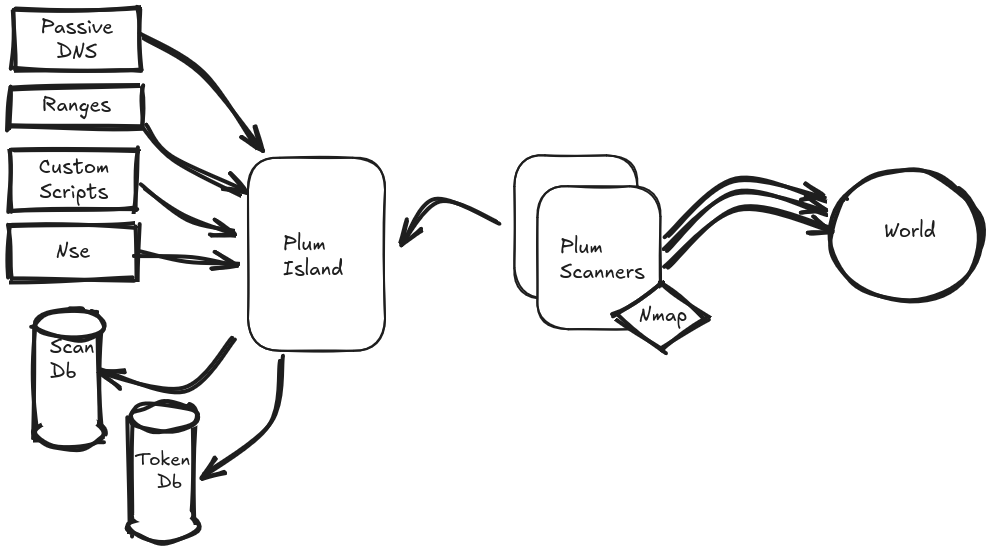 Passive
DNS
Ranges
Custom
Scripts
Nse
Scan
Db
Token
Db
Plum
Island
Plum
Scanners
Nmap
World